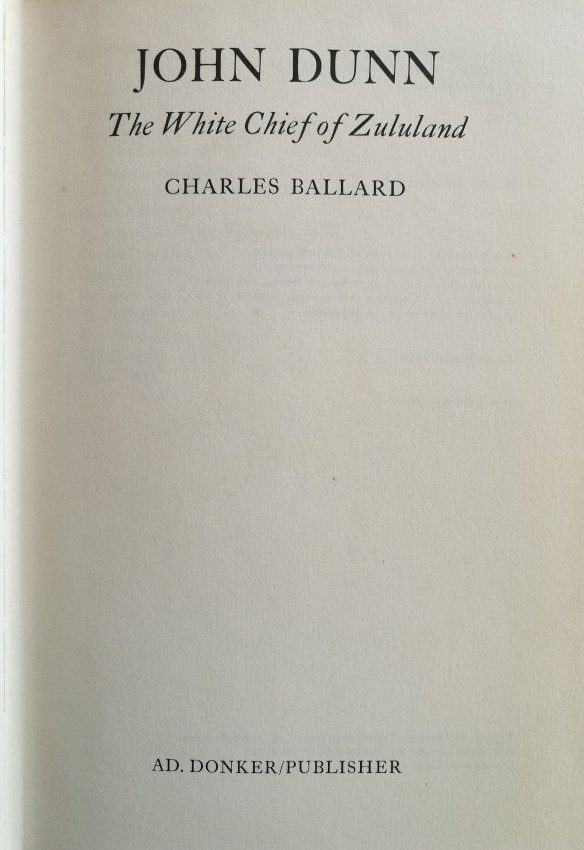 JOHN DUNN
The White Chief of Zululand
CHARLES BALLARD
AD. DONKER/PUBLISHER